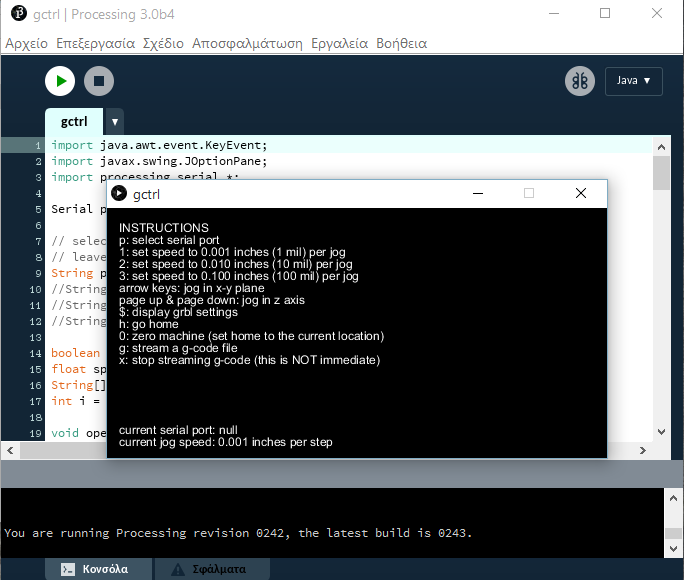 gctrl | Processing 3.0b4
Αρχείο Επεξεργασία Σχέδιο Αποσφαλμάτωση Εργαλεία Βοήθεια
Java ▼
gctrl ▼
1 import java.awt.event.KeyEvent;
2 import javax.swing.JOptionPane;
3 import processing.serial.*;
4
5 Serial p
6
7 // selec
8 // leave
9 String p
10 //String
11 //String
12 //String
13
14 boolean
15 float sp
16 String[]
17 int i =
18
19 void ope
gctrl
INSTRUCTIONS
p: select serial port
1: set speed to 0.001 inches (1 mil) per jog
2: set speed to 0.010 inches (10 mil) per jog
3: set speed to 0.100 inches (100 mil) per jog
arrow keys: jog in x-y plane
page up & page down: jog in z axis
$: display grbl settings
h: go home
0: zero machine (set home to the current location)
g: stream a g-code file
x: stop streaming g-code (this is NOT immediate)
current serial port: null
current jog speed: 0.001 inches per step
You are running Processing revision 0242, the latest build is 0243.
Κονσόλα Σφάλματα